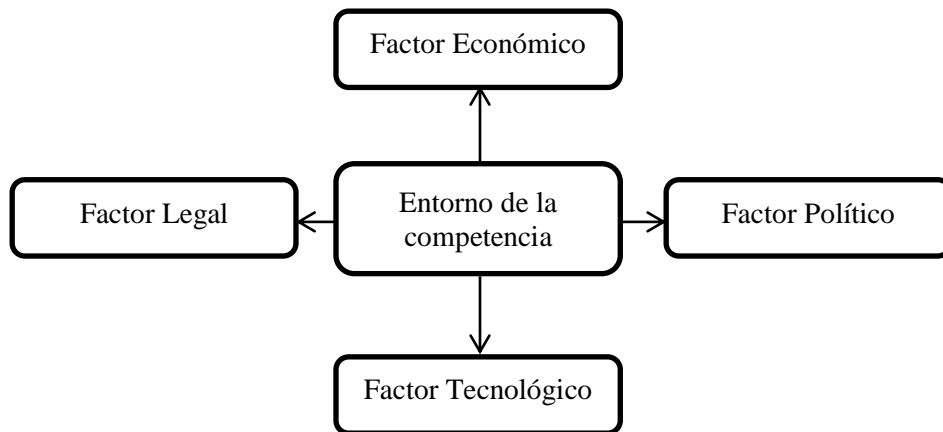 Factor Económico
Factor Legal
Entorno de la
competencia
Factor Político
Factor Tecnológico